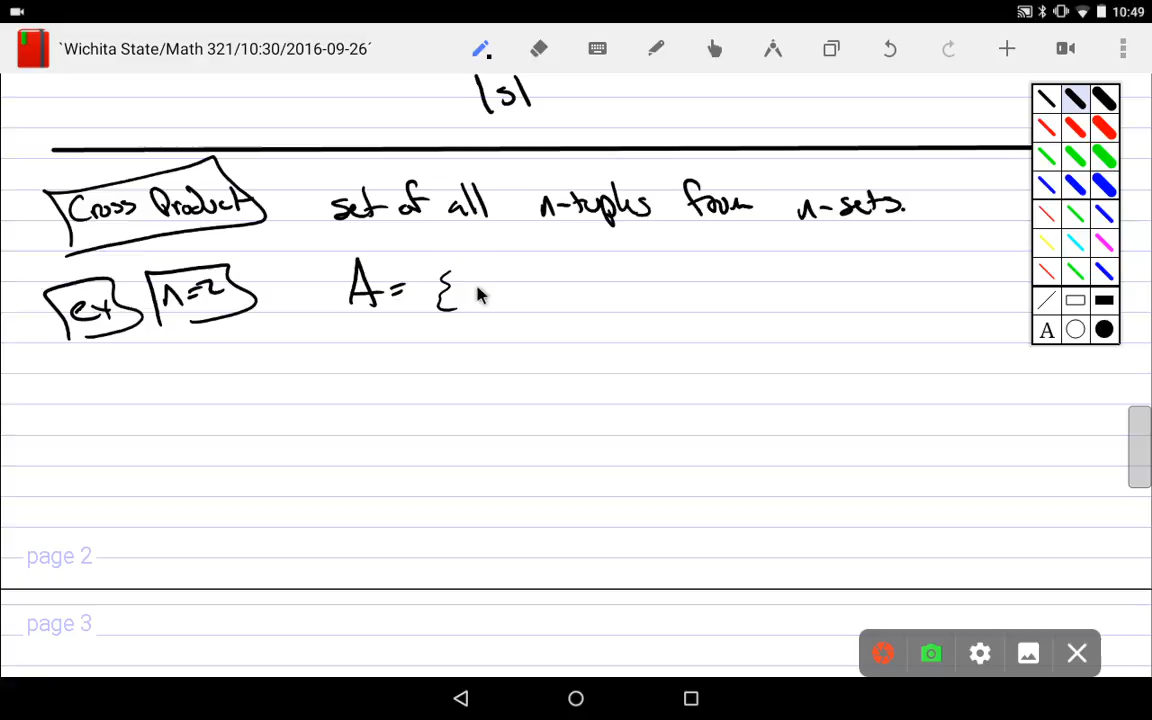 10:49
`Wichita State/Math 321/10:30/2016-09-26´
|s|
Cross Product set of all n-tuples from n-sets.
ex n=2 A = {
A
page 2
page 3